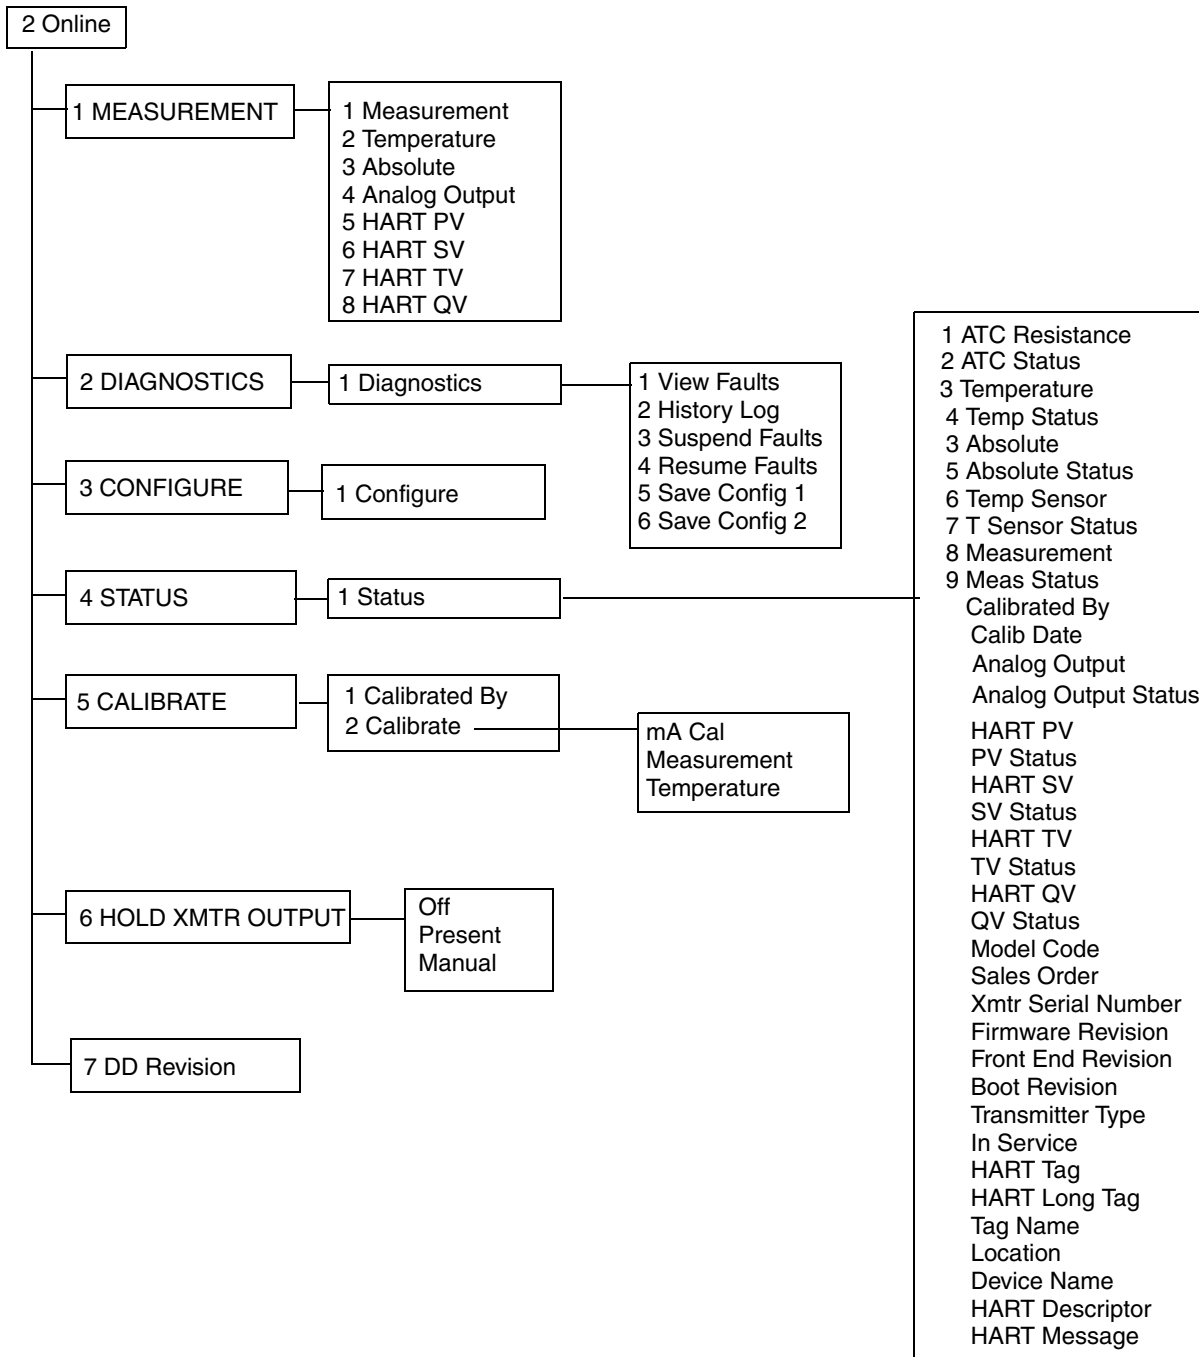 2 Online
1 MEASUREMENT
1 Measurement
2 Temperature
3 Absolute
4 Analog Output
5 HART PV
6 HART SV
7 HART TV
8 HART QV
2 DIAGNOSTICS
1 Diagnostics
1 View Faults
2 History Log
3 Suspend Faults
4 Resume Faults
5 Save Config 1
6 Save Config 2
3 CONFIGURE
1 Configure
4 STATUS
1 Status
1 ATC Resistance
2 ATC Status
3 Temperature
4 Temp Status
3 Absolute
5 Absolute Status
6 Temp Sensor
7 T Sensor Status
8 Measurement
9 Meas Status
Calibrated By
Calib Date
Analog Output
Analog Output Status
HART PV
PV Status
HART SV
SV Status
HART TV
TV Status
HART QV
QV Status
Model Code
Sales Order
Xmtr Serial Number
Firmware Revision
Front End Revision
Boot Revision
Transmitter Type
In Service
HART Tag
HART Long Tag
Tag Name
Location
Device Name
HART Descriptor
HART Message
5 CALIBRATE
1 Calibrated By
2 Calibrate
mA Cal
Measurement
Temperature
6 HOLD XMTR OUTPUT
Off
Present
Manual
7 DD Revision